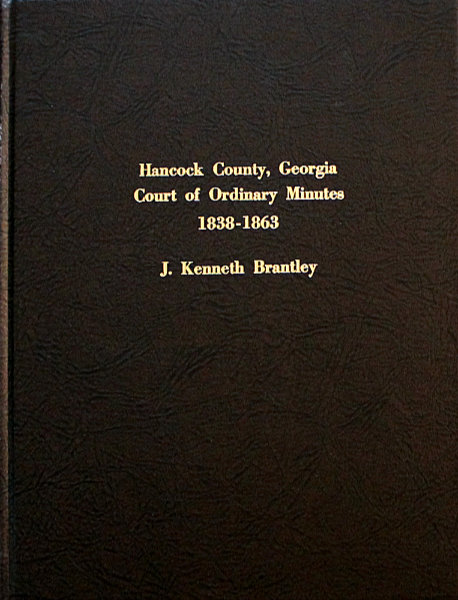 Hancock County, Georgia
Court of Ordinary Minutes
1838-1863
J. Kenneth Brantley